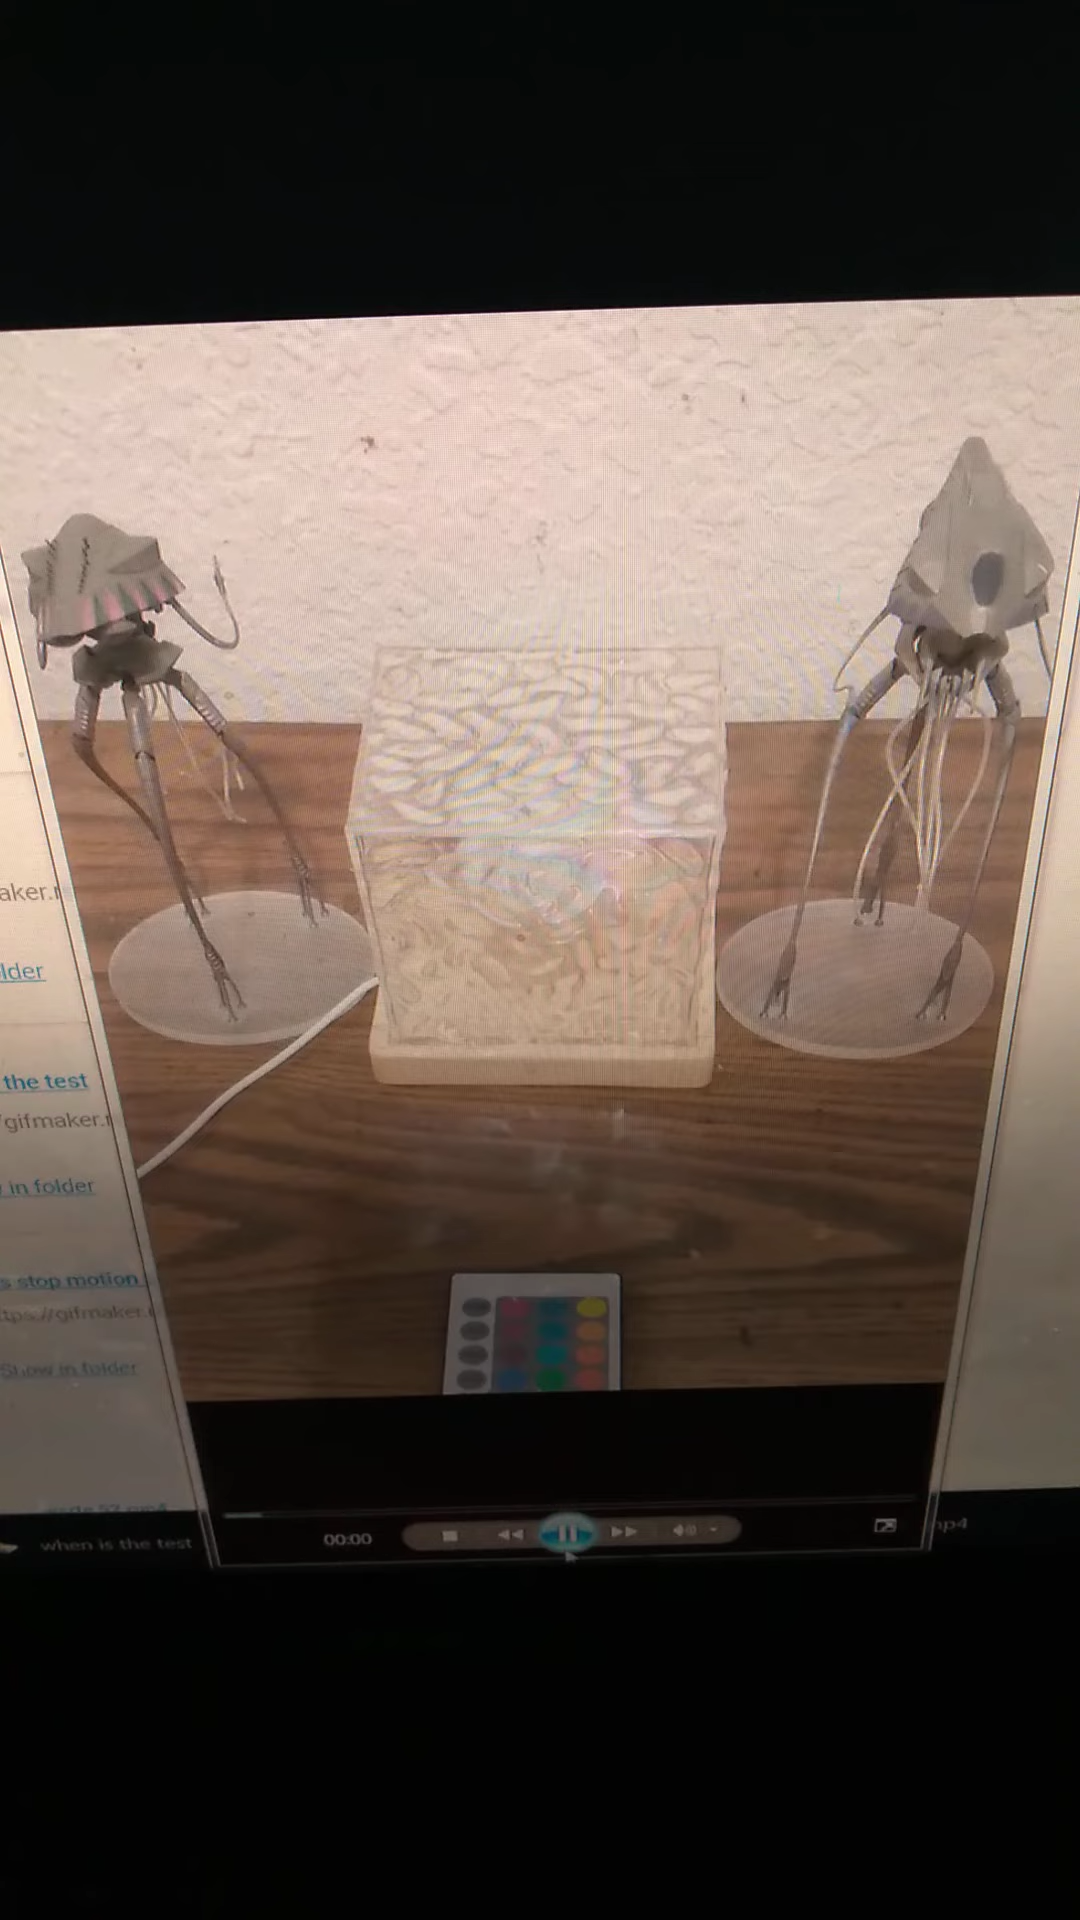 aker.r
lder
the test
/gifmaker.r
in folder
s stop motion
tps://gifmaker.
Show in folder
00:00
when is the test
mp4